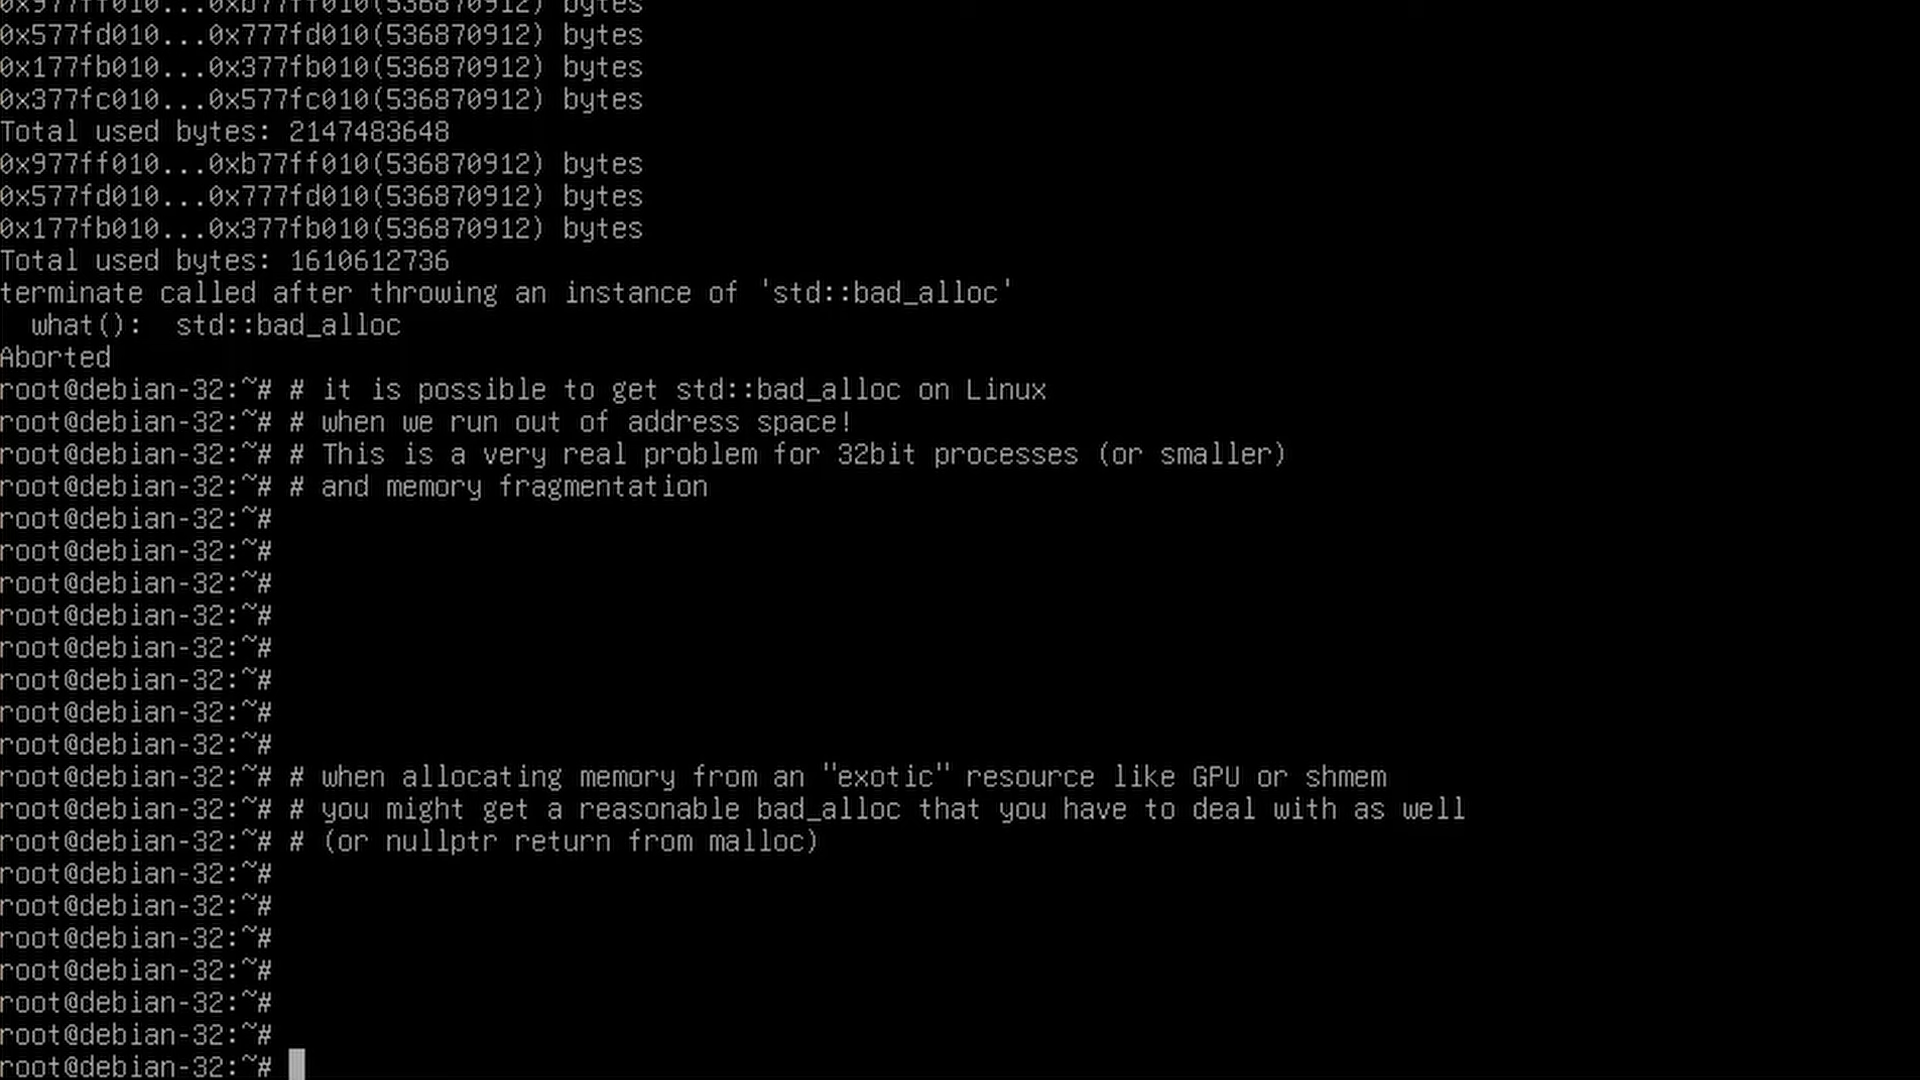 0x977ff010...0xb77ff010(536870912) bytes
0x577fd010...0x777fd010(536870912) bytes
0x177fb010...0x377fb010(536870912) bytes
0x377fc010...0x577fc010(536870912) bytes
Total used bytes: 2147483648
0x977ff010...0xb77ff010(536870912) bytes
0x577fd010...0x777fd010(536870912) bytes
0x177fb010...0x377fb010(536870912) bytes
Total used bytes: 1610612736
terminate called after throwing an instance of 'std::bad_alloc'
  what():  std::bad_alloc
Aborted
root@debian-32:~# # it is possible to get std::bad_alloc on Linux
root@debian-32:~# # when we run out of address space!
root@debian-32:~# # This is a very real problem for 32bit processes (or smaller)
root@debian-32:~# # and memory fragmentation
root@debian-32:~#
root@debian-32:~#
root@debian-32:~#
root@debian-32:~#
root@debian-32:~#
root@debian-32:~#
root@debian-32:~#
root@debian-32:~#
root@debian-32:~# # when allocating memory from an "exotic" resource like GPU or shmem
root@debian-32:~# # you might get a reasonable bad_alloc that you have to deal with as well
root@debian-32:~# # (or nullptr return from malloc)
root@debian-32:~#
root@debian-32:~#
root@debian-32:~#
root@debian-32:~#
root@debian-32:~#
root@debian-32:~#
root@debian-32:~#